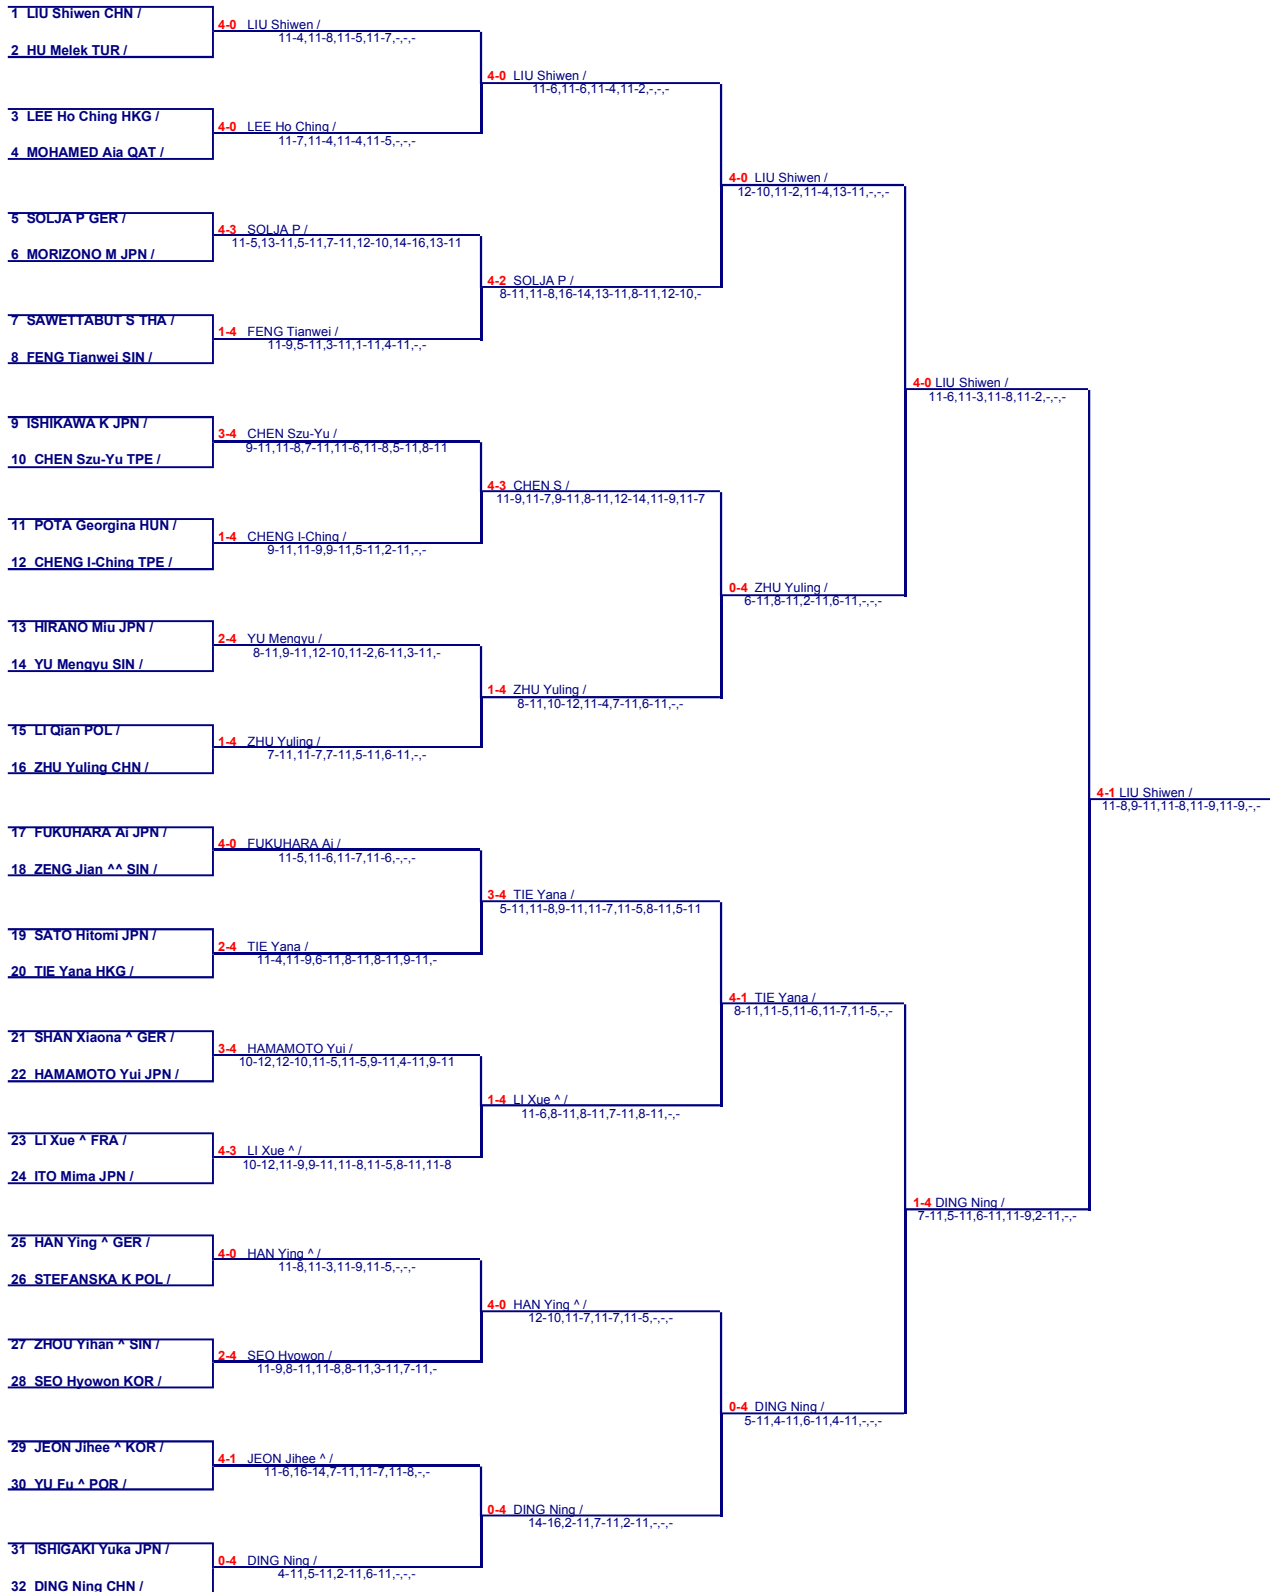 1 LIU Shiwen CHN /
4-0 LIU Shiwen /
11-4,11-8,11-5,11-7,-,-,-
2 HU Melek TUR /
4-0 LIU Shiwen /
11-6,11-6,11-4,11-2,-,-,-
3 LEE Ho Ching HKG /
4-0 LEE Ho Ching /
11-7,11-4,11-4,11-5,-,-,-
4 MOHAMED Aia QAT /
4-0 LIU Shiwen /
12-10,11-2,11-4,13-11,-,-,-
5 SOLJA P GER /
4-3 SOLJA P /
11-5,13-11,5-11,7-11,12-10,14-16,13-11
6 MORIZONO M JPN /
4-2 SOLJA P /
8-11,11-8,16-14,13-11,8-11,12-10,-
7 SAWETTABUT S THA /
1-4 FENG Tianwei /
11-9,5-11,3-11,1-11,4-11,-,-
8 FENG Tianwei SIN /
4-0 LIU Shiwen /
11-6,11-3,11-8,11-2,-,-,-
9 ISHIKAWA K JPN /
3-4 CHEN Szu-Yu /
9-11,11-8,7-11,11-6,11-8,5-11,8-11
10 CHEN Szu-Yu TPE /
4-3 CHEN S /
11-9,11-7,9-11,8-11,12-14,11-9,11-7
11 POTA Georgina HUN /
1-4 CHENG I-Ching /
9-11,11-9,9-11,5-11,2-11,-,-
12 CHENG I-Ching TPE /
0-4 ZHU Yuling /
6-11,8-11,2-11,6-11,-,-,-
13 HIRANO Miu JPN /
2-4 YU Mengyu /
8-11,9-11,12-10,11-2,6-11,3-11,-
14 YU Mengyu SIN /
1-4 ZHU Yuling /
8-11,10-12,11-4,7-11,6-11,-,-
15 LI Qian POL /
1-4 ZHU Yuling /
7-11,11-7,7-11,5-11,6-11,-,-
16 ZHU Yuling CHN /
4-1 LIU Shiwen /
11-8,9-11,11-8,11-9,11-9,-,-
17 FUKUHARA Ai JPN /
4-0 FUKUHARA Ai /
11-5,11-6,11-7,11-6,-,-,-
18 ZENG Jian ^^ SIN /
3-4 TIE Yana /
5-11,11-8,9-11,11-7,11-5,8-11,5-11
19 SATO Hitomi JPN /
2-4 TIE Yana /
11-4,11-9,6-11,8-11,8-11,9-11,-
20 TIE Yana HKG /
4-1 TIE Yana /
8-11,11-5,11-6,11-7,11-5,-,-
21 SHAN Xiaona ^ GER /
3-4 HAMAMOTO Yui /
10-12,12-10,11-5,11-5,9-11,4-11,9-11
22 HAMAMOTO Yui JPN /
1-4 LI Xue ^ /
11-6,8-11,8-11,7-11,8-11,-,-
23 LI Xue ^ FRA /
4-3 LI Xue ^ /
10-12,11-9,9-11,11-8,11-5,8-11,11-8
24 ITO Mima JPN /
1-4 DING Ning /
7-11,5-11,6-11,11-9,2-11,-,-
25 HAN Ying ^ GER /
4-0 HAN Ying ^ /
11-8,11-3,11-9,11-5,-,-,-
26 STEFANSKA K POL /
4-0 HAN Ying ^ /
12-10,11-7,11-7,11-5,-,-,-
27 ZHOU Yihan ^ SIN /
2-4 SEO Hyowon /
11-9,8-11,11-8,8-11,3-11,7-11,-
28 SEO Hyowon KOR /
0-4 DING Ning /
5-11,4-11,6-11,4-11,-,-,-
29 JEON Jihee ^ KOR /
4-1 JEON Jihee ^ /
11-6,16-14,7-11,11-7,11-8,-,-
30 YU Fu ^ POR /
0-4 DING Ning /
14-16,2-11,7-11,2-11,-,-,-
31 ISHIGAKI Yuka JPN /
0-4 DING Ning /
4-11,5-11,2-11,6-11,-,-,-
32 DING Ning CHN /